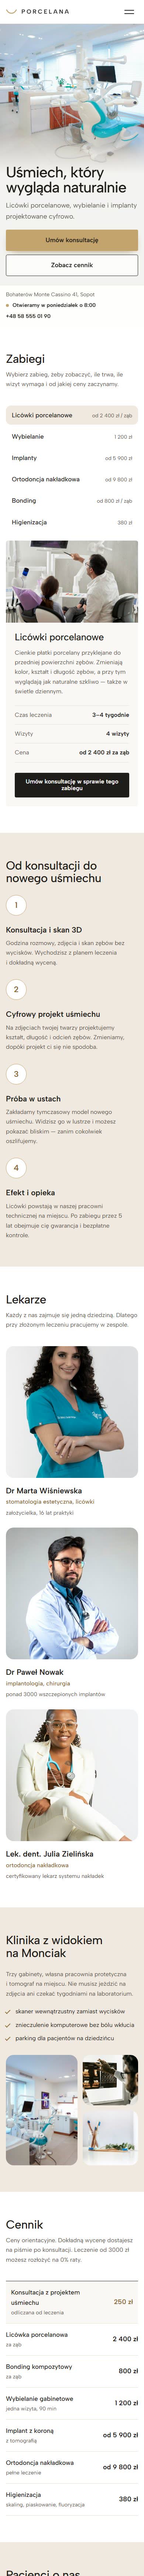 PORCELANA
Uśmiech, który
wygląda naturalnie
Licówki porcelanowe, wybielanie i implanty
projektowane cyfrowo.
Umów konsultację
Zobacz cennik
Bohaterów Monte Cassino 41, Sopot
Otwieramy w poniedziałek o 8:00
+48 58 555 01 90
Zabiegi
Wybierz zabieg, żeby zobaczyć, ile trwa, ile
wizyt wymaga i od jakiej ceny zaczynamy.
Licówki porcelanowe od 2 400 zł / ząb
Wybielanie 1 200 zł
Implanty od 5 900 zł
Ortodoncja nakładkowa od 9 800 zł
Bonding od 800 zł / ząb
Higienizacja 380 zł
Licówki porcelanowe
Cienkie płatki porcelany przyklejane do
przedniej powierzchni zębów. Zmieniają
kolor, kształt i długość zębów, a przy tym
wyglądają jak naturalne szkliwo — także w
świetle dziennym.
Czas leczenia 3–4 tygodnie
Wizyty 4 wizyty
Cena od 2 400 zł za ząb
Umów konsultację w sprawie tego
zabiegu
Od konsultacji do
nowego uśmiechu
1
Konsultacja i skan 3D
Godzina rozmowy, zdjęcia i skan zębów bez
wycisków. Wychodzisz z planem leczenia
i dokładną wyceną.
2
Cyfrowy projekt uśmiechu
Na zdjęciach twojej twarzy projektujemy
kształt, długość i odcień zębów. Zmieniamy,
dopóki projekt ci się nie spodoba.
3
Próba w ustach
Zakładamy tymczasowy model nowego
uśmiechu. Widzisz go w lustrze i możesz
pokazać bliskim — zanim cokolwiek
oszlifujemy.
4
Efekt i opieka
Licówki powstają w naszej pracowni
technicznej na miejscu. Po zabiegu przez 5
lat obejmuje cię gwarancja i bezpłatne
kontrole.
Lekarze
Każdy z nas zajmuje się jedną dziedziną. Dlatego
przy złożonym leczeniu pracujemy w zespole.
Dr Marta Wiśniewska
stomatologia estetyczna, licówki
założycielka, 16 lat praktyki
Dr Paweł Nowak
implantologia, chirurgia
ponad 3000 wszczepionych implantów
Lek. dent. Julia Zielińska
ortodoncja nakładkowa
certyfikowany lekarz systemu nakładek
Klinika z widokiem
na Monciak
Trzy gabinety, własna pracownia protetyczna
i tomograf na miejscu. Nie musisz jeździć na
zdjęcia ani czekać tygodniami na laboratorium.
skaner wewnątrzustny zamiast wycisków
znieczulenie komputerowe bez bólu wkłucia
parking dla pacjentów na dziedzińcu
Cennik
Ceny orientacyjne. Dokładną wycenę dostajesz
na piśmie po konsultacji. Leczenie od 3000 zł
możesz rozłożyć na 0% raty.
Konsultacja z projektem
uśmiechu 250 zł
odliczana od leczenia
Licówka porcelanowa 2 400 zł
za ząb
Bonding kompozytowy 800 zł
za ząb
Wybielanie gabinetowe 1 200 zł
jedna wizyta, 90 min
Implant z koroną od 5 900 zł
z tomografią
Ortodoncja nakładkowa od 9 800 zł
pełne leczenie
Higienizacja 380 zł
skaling, piaskowanie, fluoryzacja
Pacjenci o nas